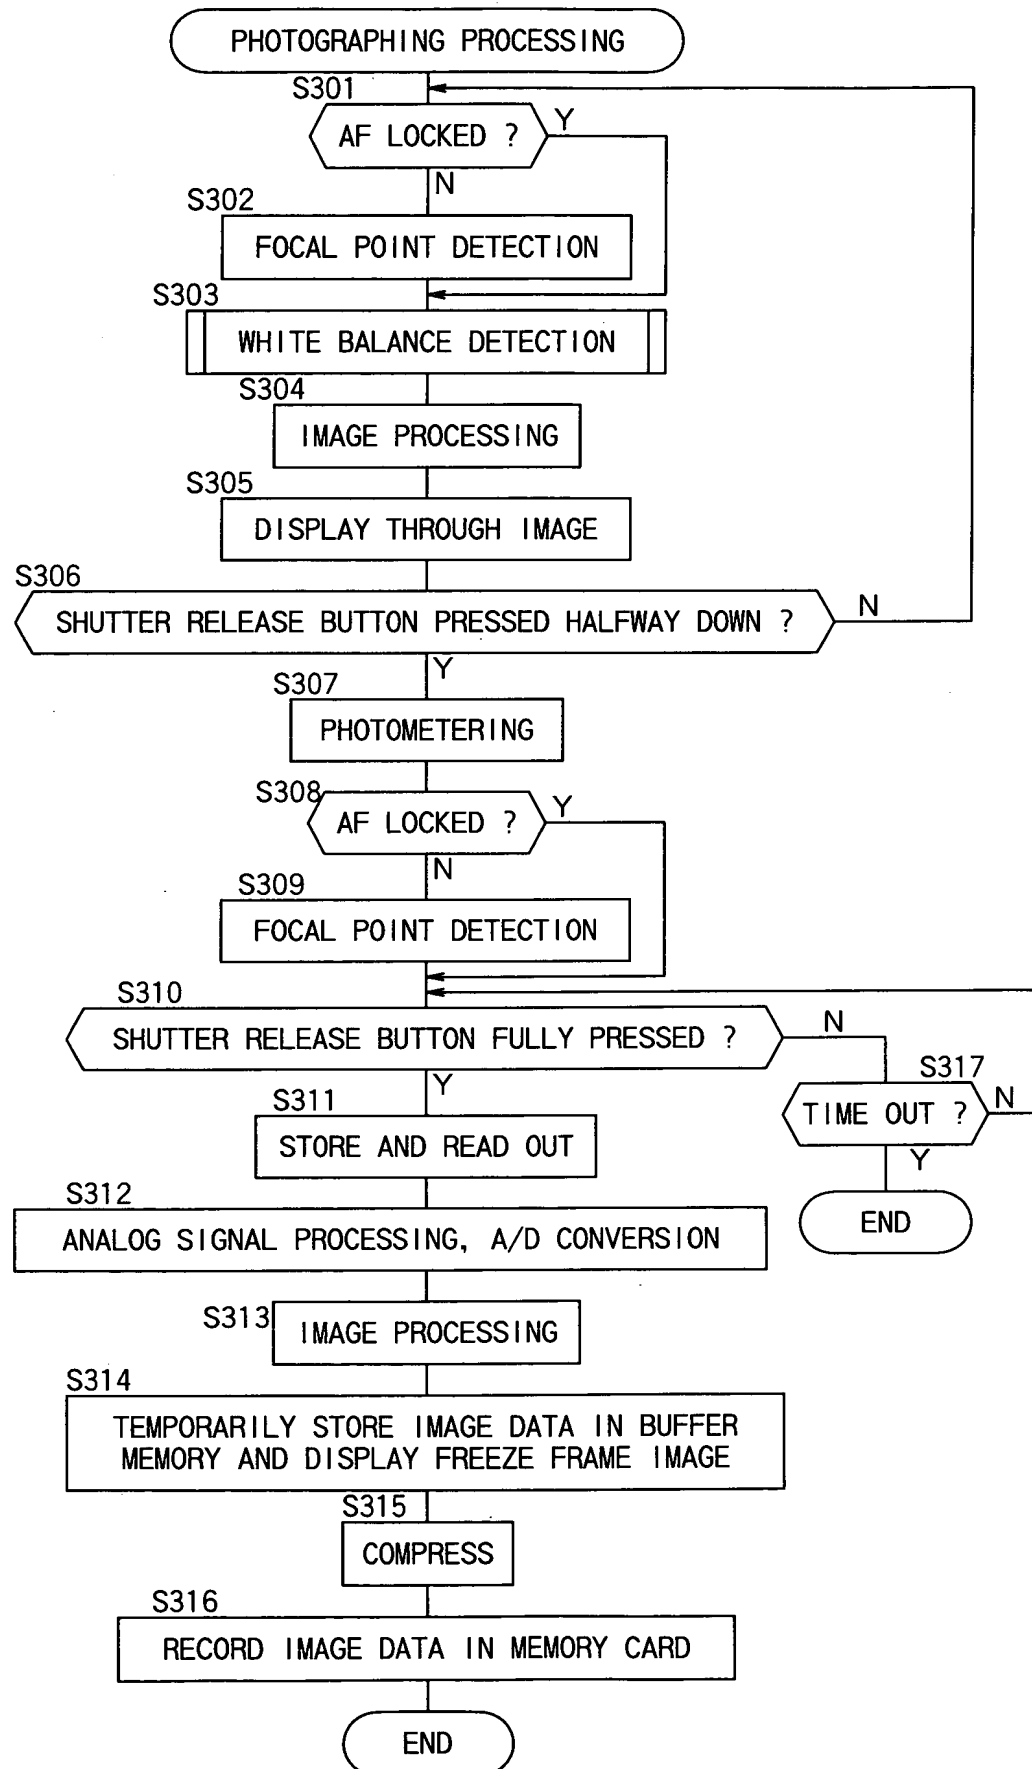 PHOTOGRAPHING PROCESSING
S301
AF LOCKED ?
Y
N
S302
FOCAL POINT DETECTION
S303
WHITE BALANCE DETECTION
S304
IMAGE PROCESSING
S305
DISPLAY THROUGH IMAGE
S306
SHUTTER RELEASE BUTTON PRESSED HALFWAY DOWN ?
N
Y
S307
PHOTOMETERING
S308
AF LOCKED ?
Y
N
S309
FOCAL POINT DETECTION
S310
SHUTTER RELEASE BUTTON FULLY PRESSED ?
N
Y
S317
TIME OUT ?
N
Y
END
S311
STORE AND READ OUT
S312
ANALOG SIGNAL PROCESSING, A/D CONVERSION
S313
IMAGE PROCESSING
S314
TEMPORARILY STORE IMAGE DATA IN BUFFER
MEMORY AND DISPLAY FREEZE FRAME IMAGE
S315
COMPRESS
S316
RECORD IMAGE DATA IN MEMORY CARD
END